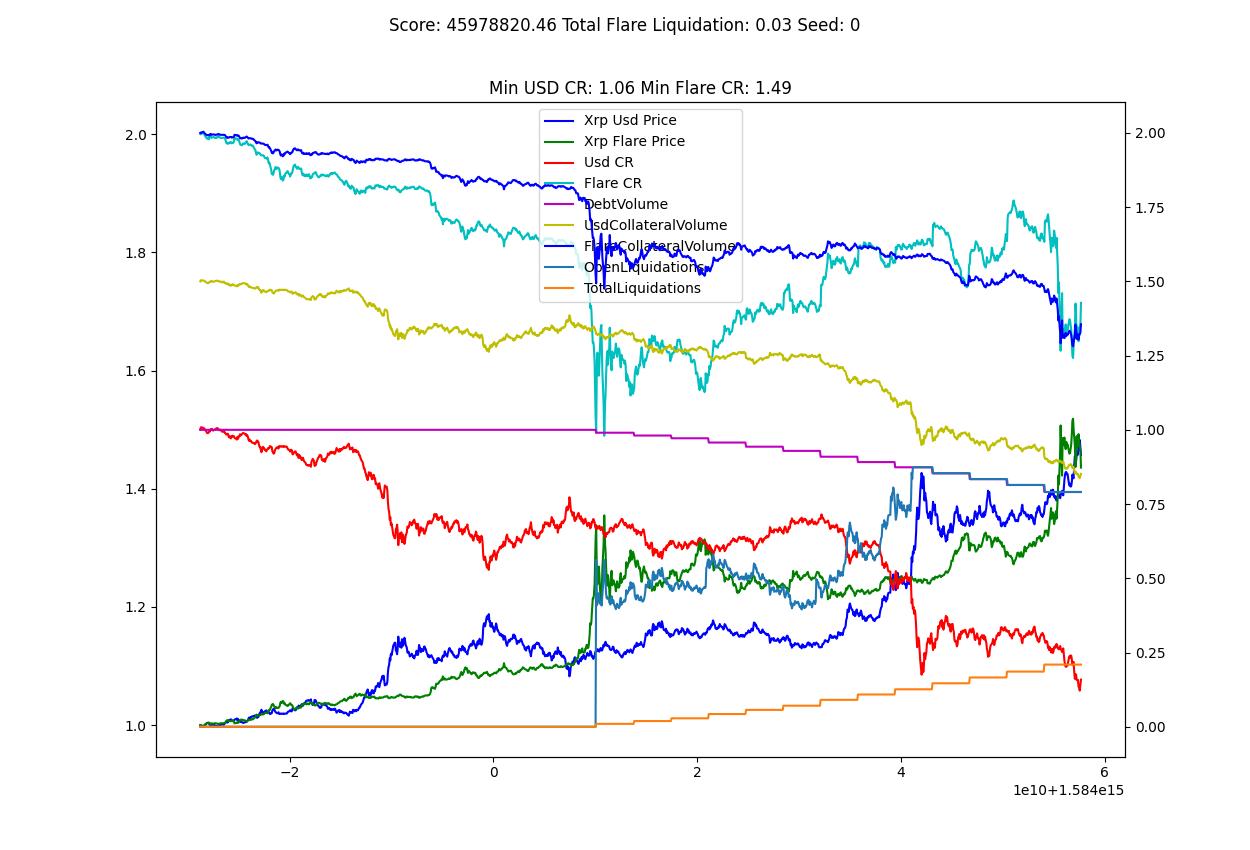 Score: 45978820.46 Total Flare Liquidation: 0.03 Seed: 0
Min USD CR: 1.06 Min Flare CR: 1.49
Xrp Usd Price
Xrp Flare Price
Usd CR
Flare CR
DebtVolume
UsdCollateralVolume
FlareCollateralVolume
OpenLiquidations
TotalLiquidations
2.0
1.8
1.6
1.4
1.2
1.0
2.00
1.75
1.50
1.25
1.00
0.75
0.50
0.25
0.00
−2
0
2
4
6
1e10+1.584e15